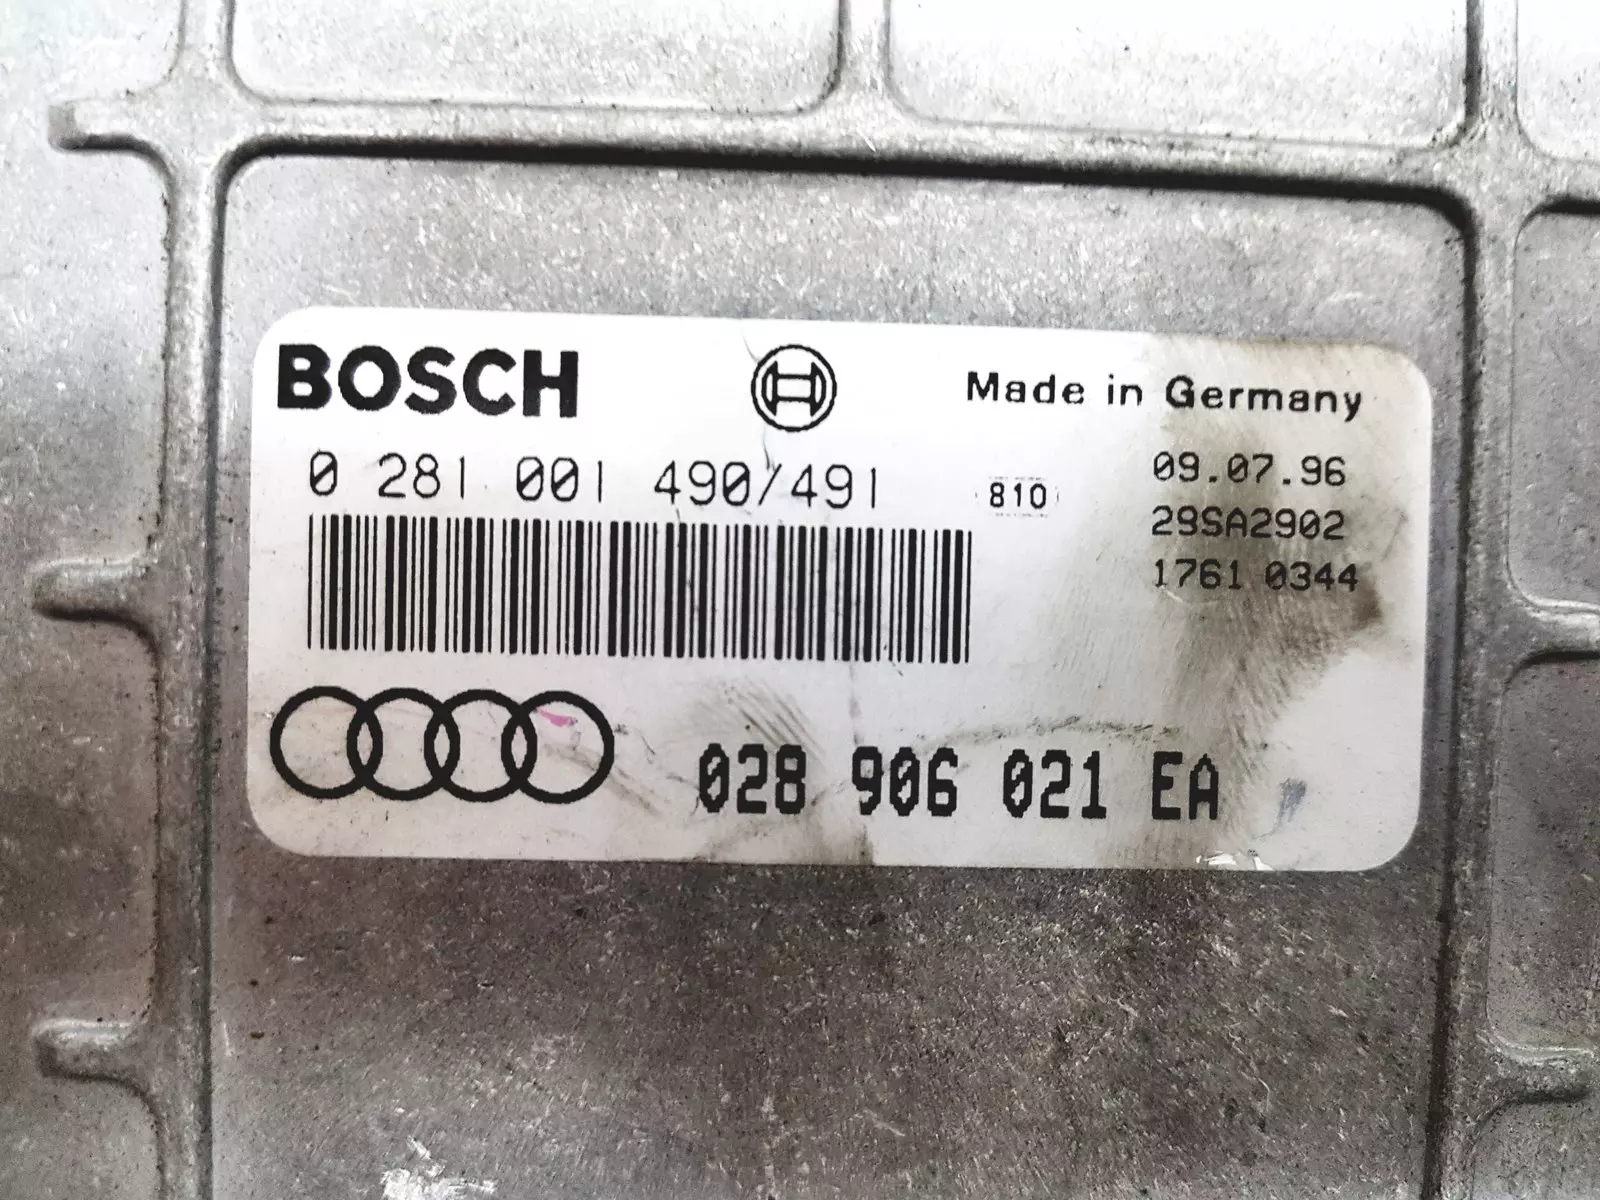 BOSCH
Made in Germany
0 281 001 490/491
810
09.07.96
29SA2902
1761 0344
028 906 021 EA